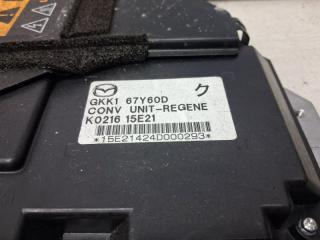 ク
GKK1 67Y60D
CONV UNIT-REGENE
K0216 15E21
*15E21424D000293*